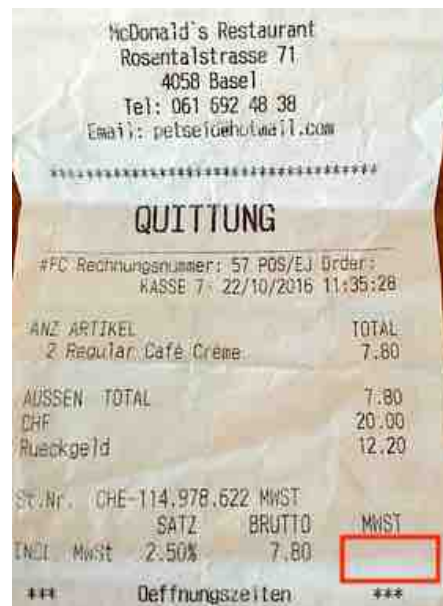 McDonald's Restaurant
Rosentalstrasse 71
4058 Basel
Tel: 061 692 48 38
Email: petseic@hotmail.com
************************************
QUITTUNG
#FC Rechnungsnummer: 57 POS/EJ Order:
KASSE 7 22/10/2016 11:35:28
ANZ ARTIKEL TOTAL
2 Regular Café Crème 7.80
AUSSEN TOTAL 7.80
CHF 20.00
Rueckgeld 12.20
St.Nr. CHE-114.978.622 MWST
SATZ BRUTTO MWST
INCL MwSt 2.50% 7.80
*** Oeffnungszeiten ***